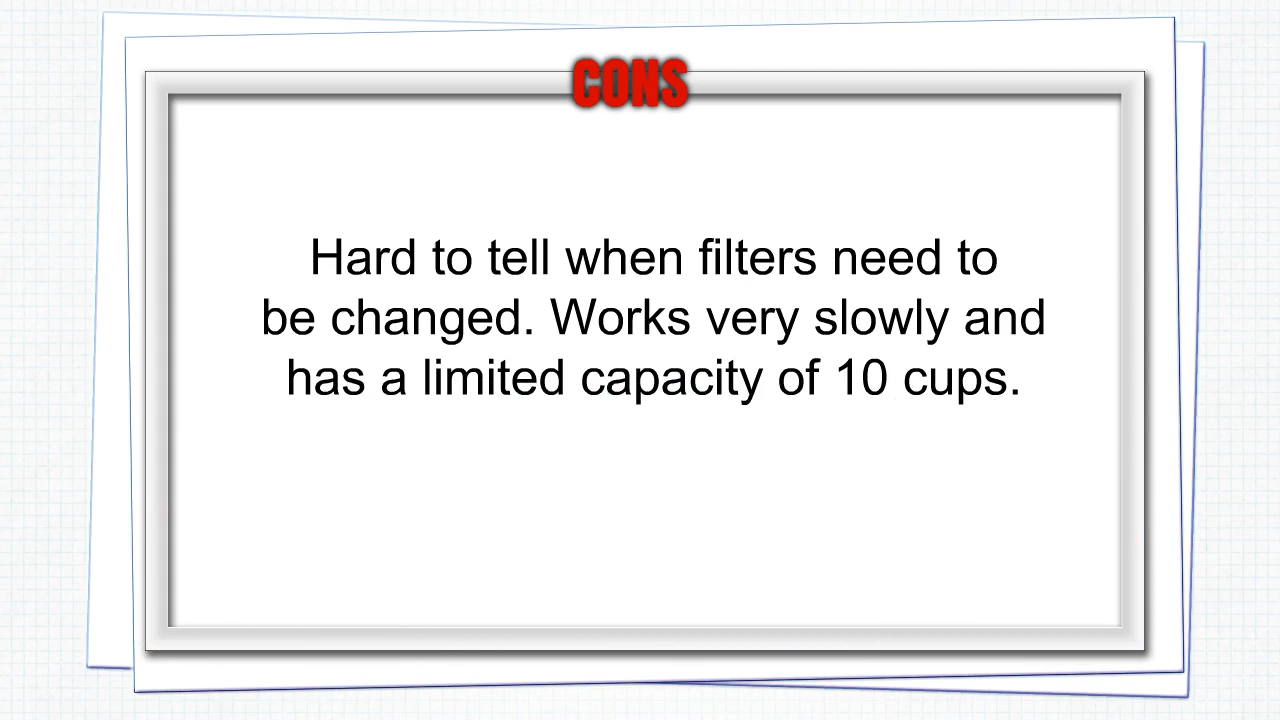 CONS
Hard to tell when filters need to
be changed. Works very slowly and
has a limited capacity of 10 cups.